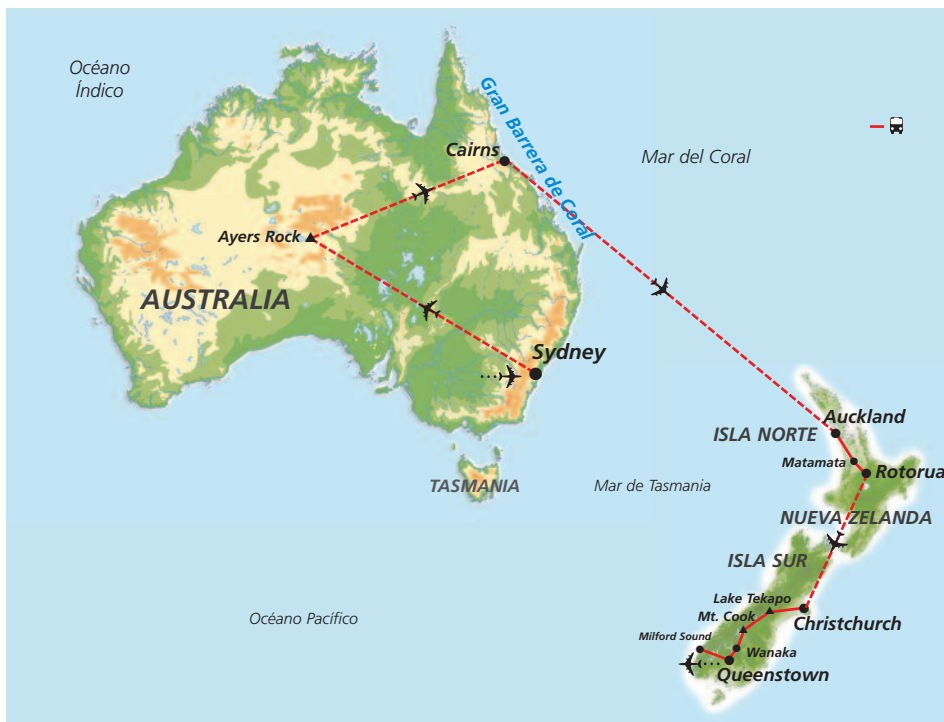 Océano
Índico
Gran Barrera de Coral
Cairns
Mar del Coral
Ayers Rock
AUSTRALIA
Sydney
Auckland
ISLA NORTE
Matamata
Rotorua
TASMANIA
Mar de Tasmania
NUEVA ZELANDA
ISLA SUR
Lake Tekapo
Mt. Cook
Christchurch
Océano Pacífico
Milford Sound
Wanaka
Queenstown